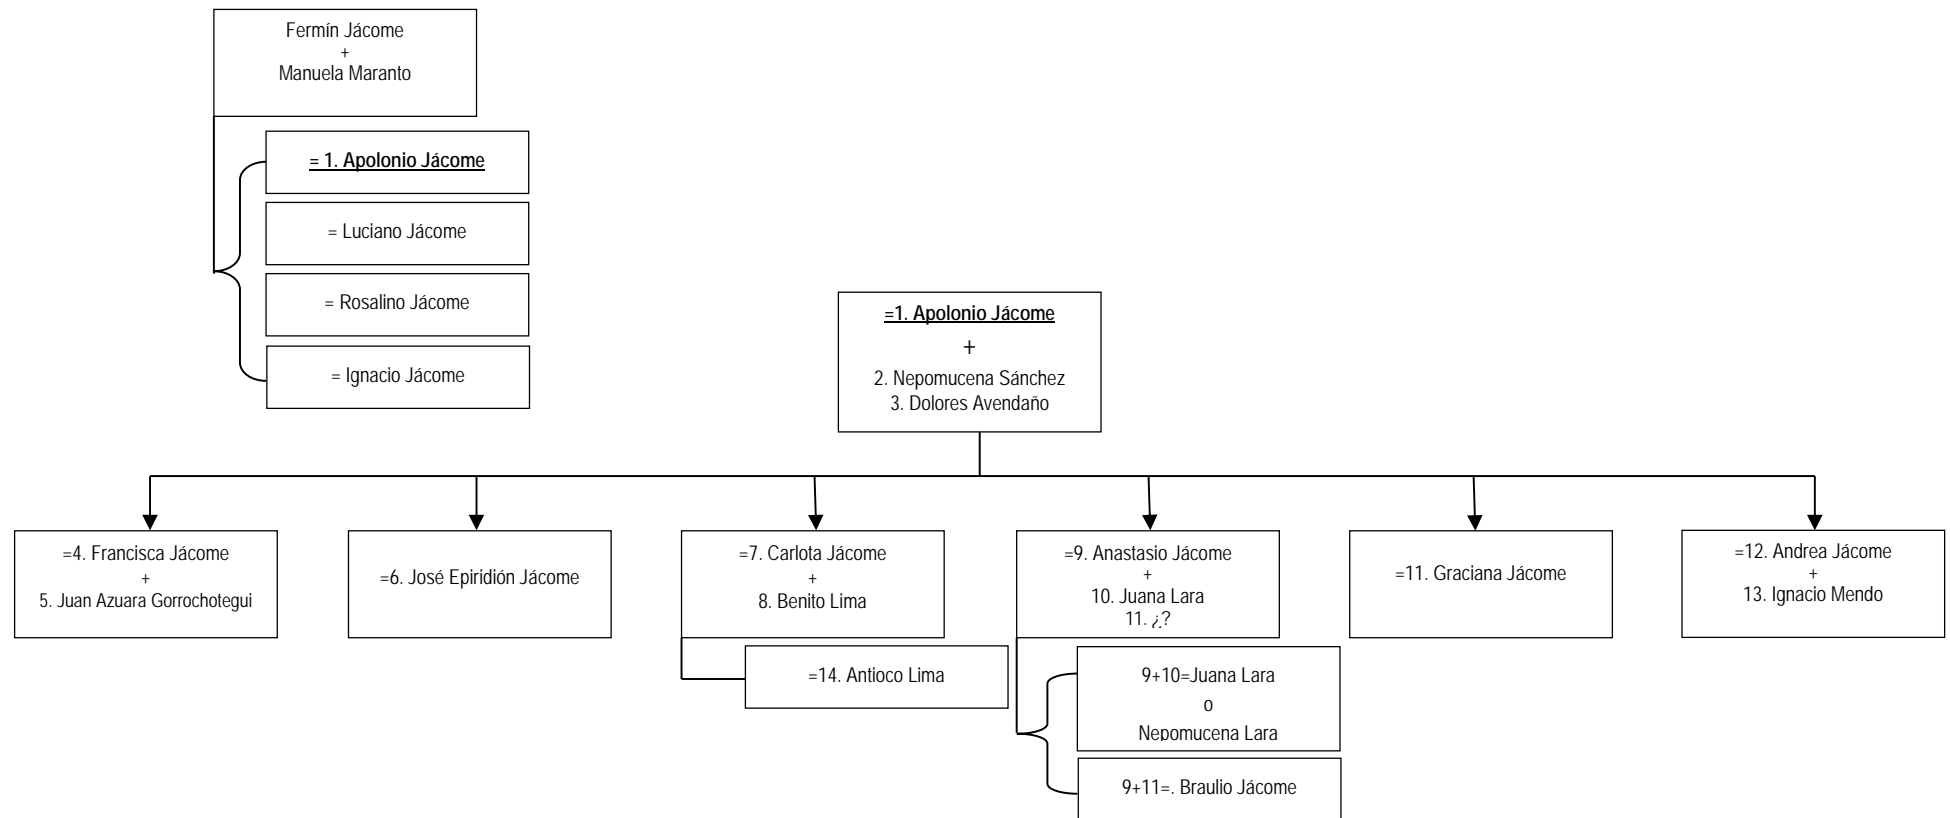 Fermín Jácome
+
Manuela Maranto
= 1. Apolonio Jácome
= Luciano Jácome
= Rosalino Jácome
= Ignacio Jácome
=1. Apolonio Jácome
+
2. Nepomucena Sánchez
3. Dolores Avendaño
=4. Francisca Jácome
+
5. Juan Azuara Gorrochotegui
=6. José Epiridión Jácome
=7. Carlota Jácome
+
8. Benito Lima
=14. Antioco Lima
=9. Anastasio Jácome
+
10. Juana Lara
11. ¿?
9+10=Juana Lara
o
Nepomucena Lara
9+11=. Braulio Jácome
=11. Graciana Jácome
=12. Andrea Jácome
+
13. Ignacio Mendo